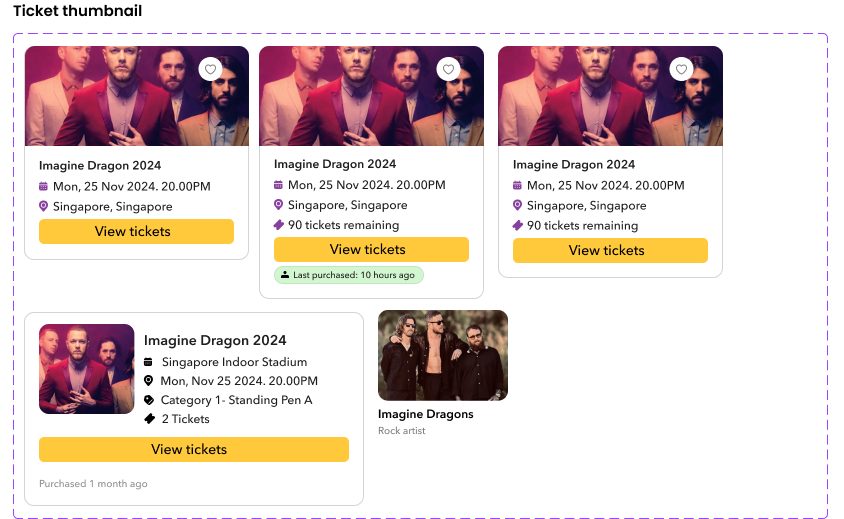 Ticket thumbnail
Imagine Dragon 2024
Mon, 25 Nov 2024. 20.00PM
Singapore, Singapore
View tickets
Imagine Dragon 2024
Mon, 25 Nov 2024. 20.00PM
Singapore, Singapore
90 tickets remaining
View tickets
Last purchased: 10 hours ago
Imagine Dragon 2024
Mon, 25 Nov 2024. 20.00PM
Singapore, Singapore
90 tickets remaining
View tickets
Imagine Dragon 2024
Singapore Indoor Stadium
Mon, Nov 25 2024. 20.00PM
Category 1- Standing Pen A
2 Tickets
View tickets
Purchased 1 month ago
Imagine Dragons
Rock artist